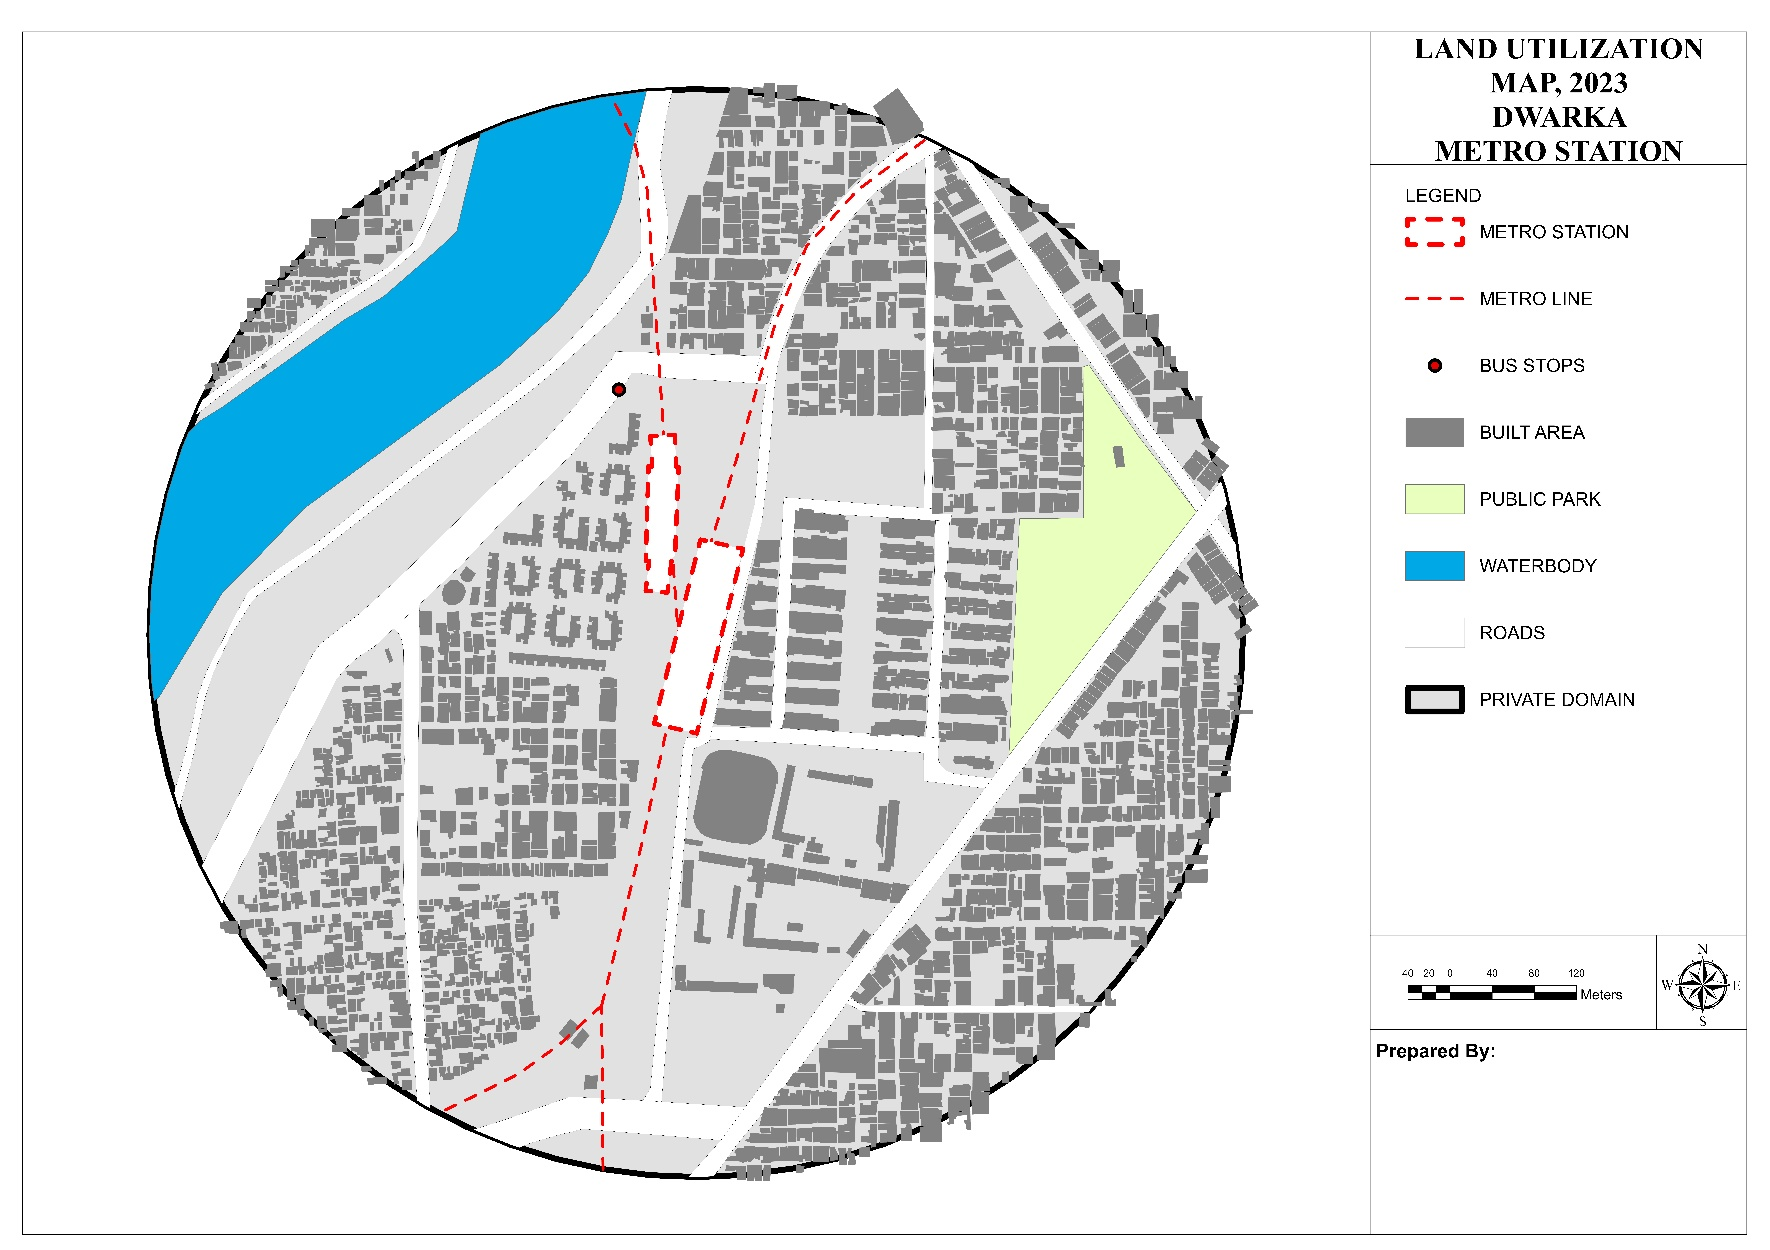 LAND UTILIZATION
MAP, 2023
DWARKA
METRO STATION
LEGEND
METRO STATION
METRO LINE
BUS STOPS
BUILT AREA
PUBLIC PARK
WATERBODY
ROADS
PRIVATE DOMAIN
40 20 0 40 80 120
Meters
N
W E
S
Prepared By: